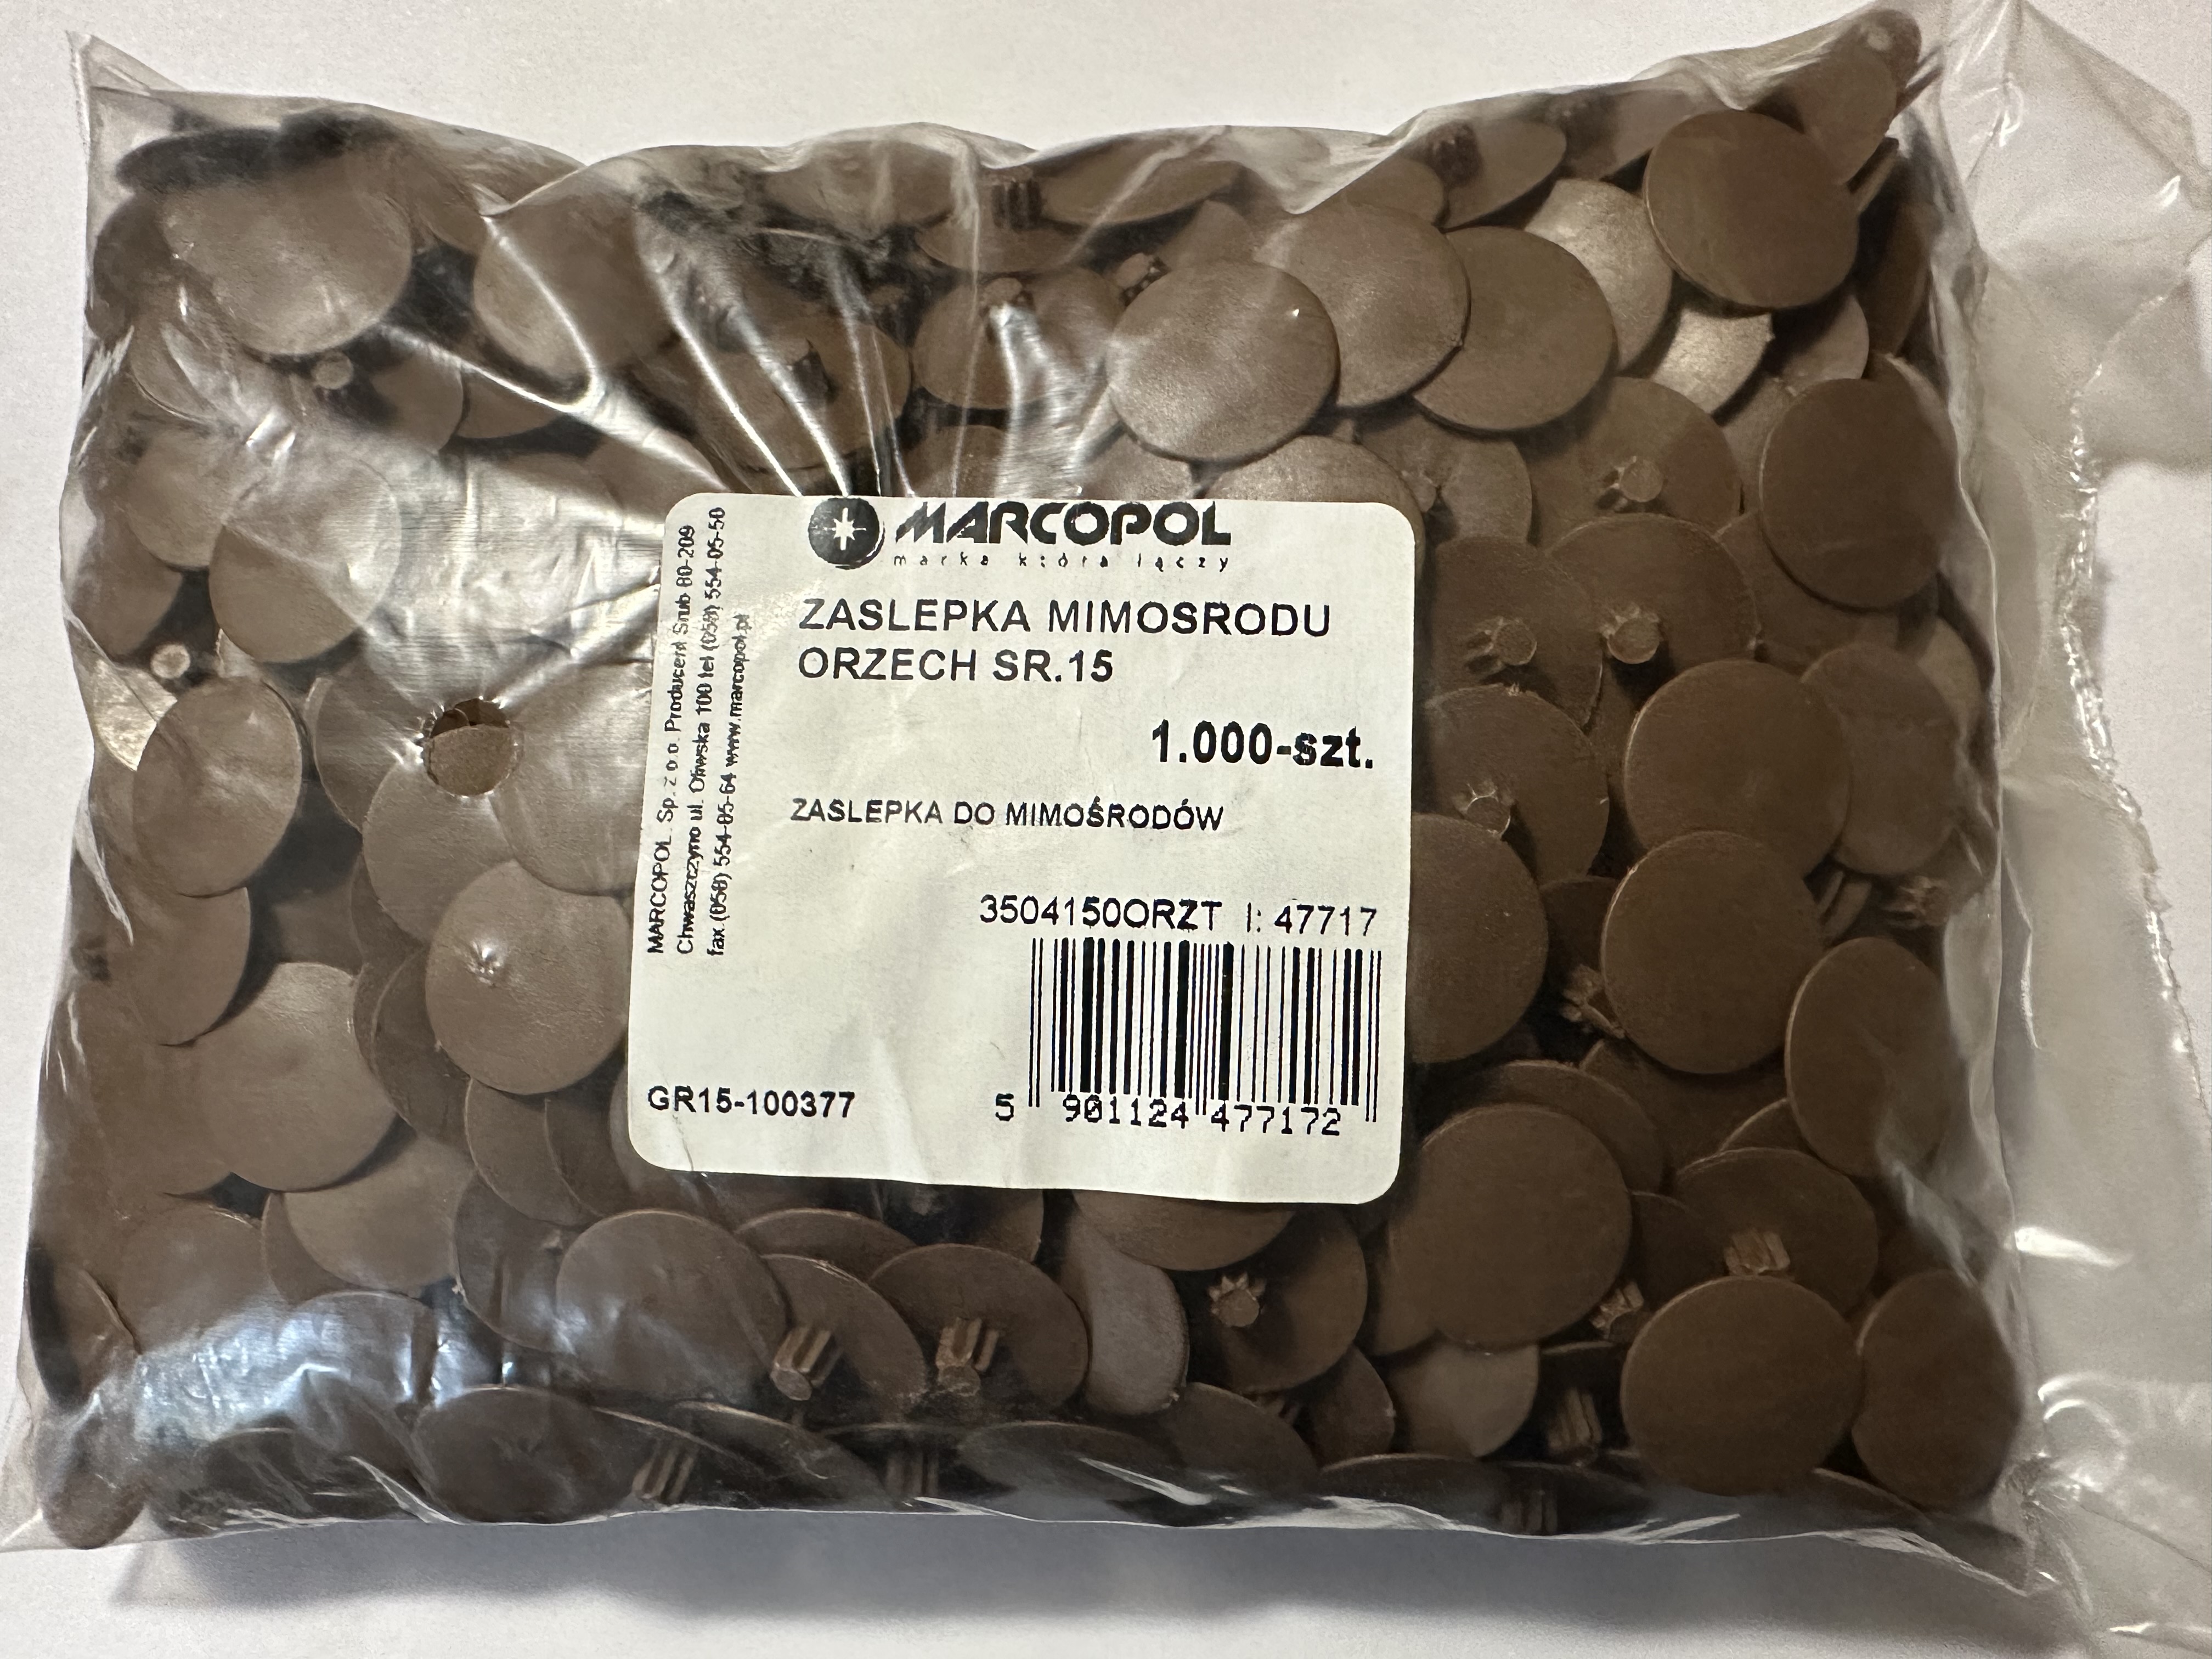 MARCOPOL
marka która łączy
ZASLEPKA MIMOSRODU
ORZECH SR.15
1.000-szt.
ZASLEPKA DO MIMOŚRODÓW
3504150ORZT I: 47717
5 901124 477172
GR15-100377
MARCOPOL Sp. z o.o. Producent Śrub 80-209
Chwaszczyno ul. Oliwska 100 tel (058) 554-05-50
fax.(058) 554-05-64 www.marcopol.pl